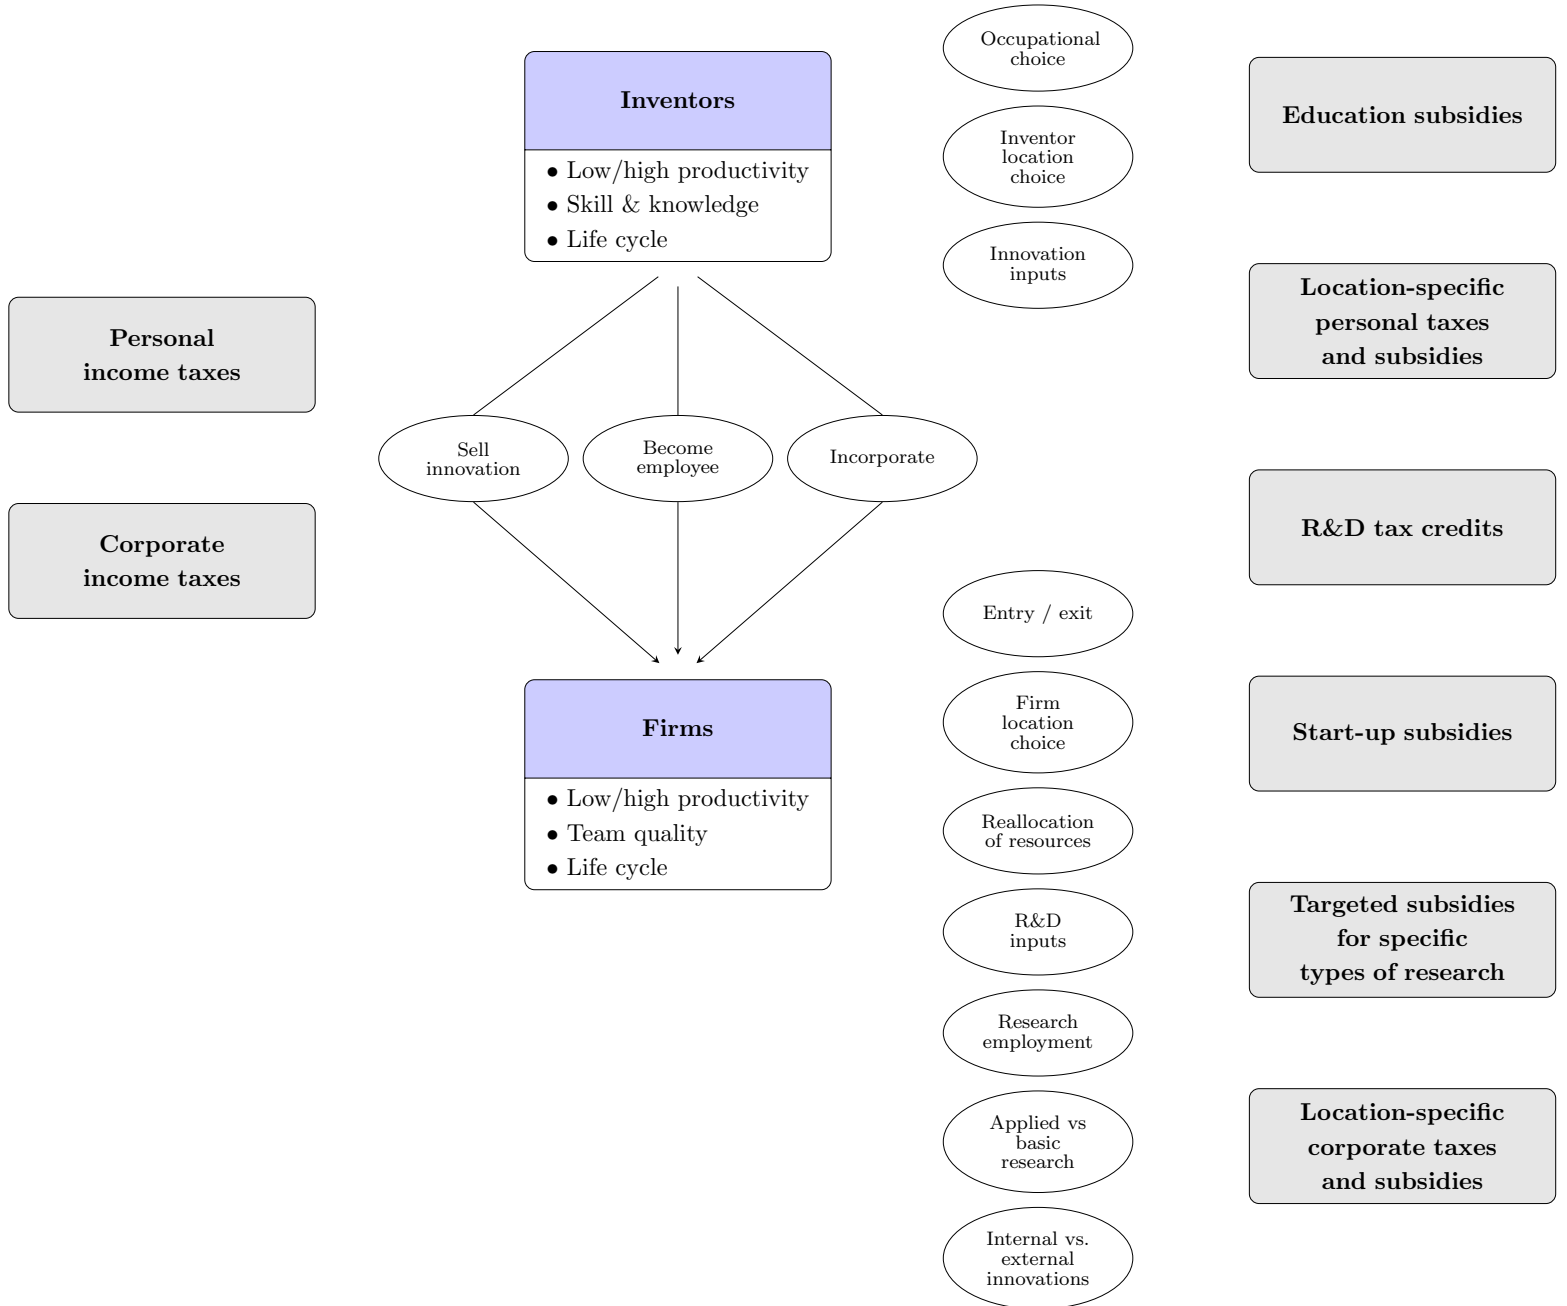 Occupational
choice
Inventors
Education subsidies
Inventor
location
choice
• Low/high productivity
• Skill & knowledge
• Life cycle
Innovation
inputs
Location-specific
personal taxes
and subsidies
Personal
income taxes
Sell
innovation
Become
employee
Incorporate
Corporate
income taxes
R&D tax credits
Entry / exit
Firms
Firm
location
choice
Start-up subsidies
• Low/high productivity
• Team quality
• Life cycle
Reallocation
of resources
R&D
inputs
Targeted subsidies
for specific
types of research
Research
employment
Applied vs
basic
research
Location-specific
corporate taxes
and subsidies
Internal vs.
external
innovations